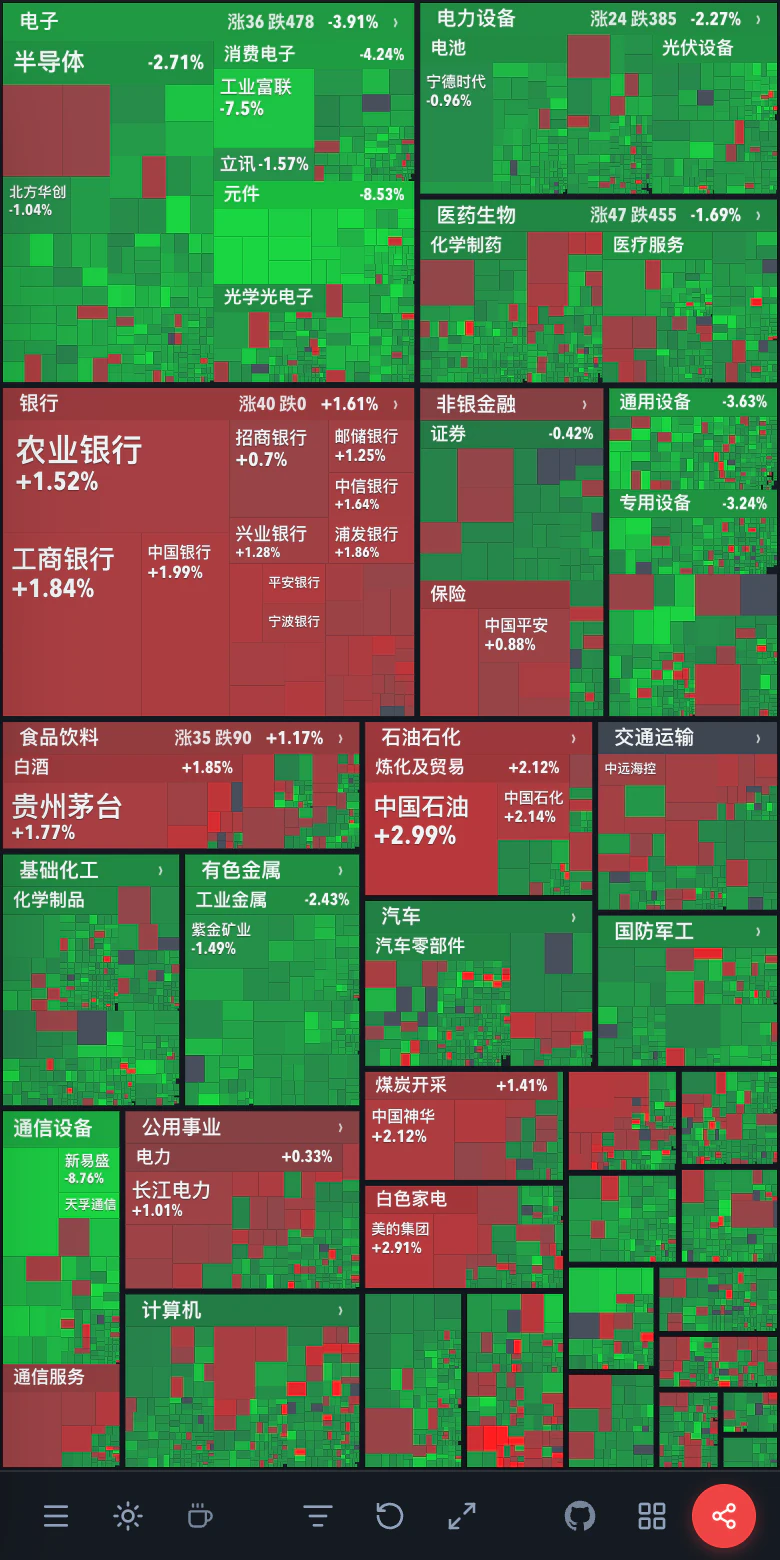 电子 涨36 跌478 -3.91% ›
半导体 -2.71%
消费电子 -4.24%
工业富联
-7.5%
立讯 -1.57%
北方华创
-1.04%
元件 -8.53%
光学光电子
电力设备 涨24 跌385 -2.27% ›
电池
光伏设备
宁德时代
-0.96%
医药生物 涨47 跌455 -1.69% ›
化学制药
医疗服务
银行 涨40 跌0 +1.61% ›
农业银行
+1.52%
招商银行
+0.7%
邮储银行
+1.25%
中信银行
+1.64%
工商银行
+1.84%
中国银行
+1.99%
兴业银行
+1.28%
浦发银行
+1.86%
平安银行
宁波银行
非银金融 ›
证券 -0.42%
保险
中国平安
+0.88%
通用设备 -3.63%
专用设备 -3.24%
食品饮料 涨35 跌90 +1.17% ›
白酒 +1.85%
贵州茅台
+1.77%
石油石化 ›
炼化及贸易 +2.12%
中国石油
+2.99%
中国石化
+2.14%
交通运输 ›
中远海控
基础化工 ›
化学制品
有色金属 ›
工业金属 -2.43%
紫金矿业
-1.49%
汽车 ›
汽车零部件
国防军工 ›
煤炭开采 +1.41%
中国神华
+2.12%
白色家电
美的集团
+2.91%
通信设备
新易盛
-8.76%
天孚通信
通信服务
公用事业 ›
电力 +0.33%
长江电力
+1.01%
计算机 ›